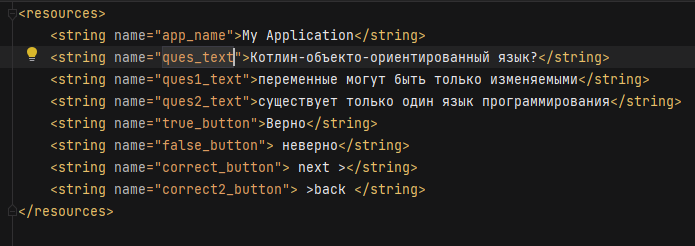 <resources>
<string name="app_name">My Application</string>
<string name="ques_text">Котлин-объекто-ориентированный язык?</string>
<string name="ques1_text">переменные могут быть только изменяемыми</string>
<string name="ques2_text">существует только один язык программирования</string>
<string name="true_button">Верно</string>
<string name="false_button"> неверно</string>
<string name="correct_button"> next ></string>
<string name="correct2_button"> >back </string>
</resources>